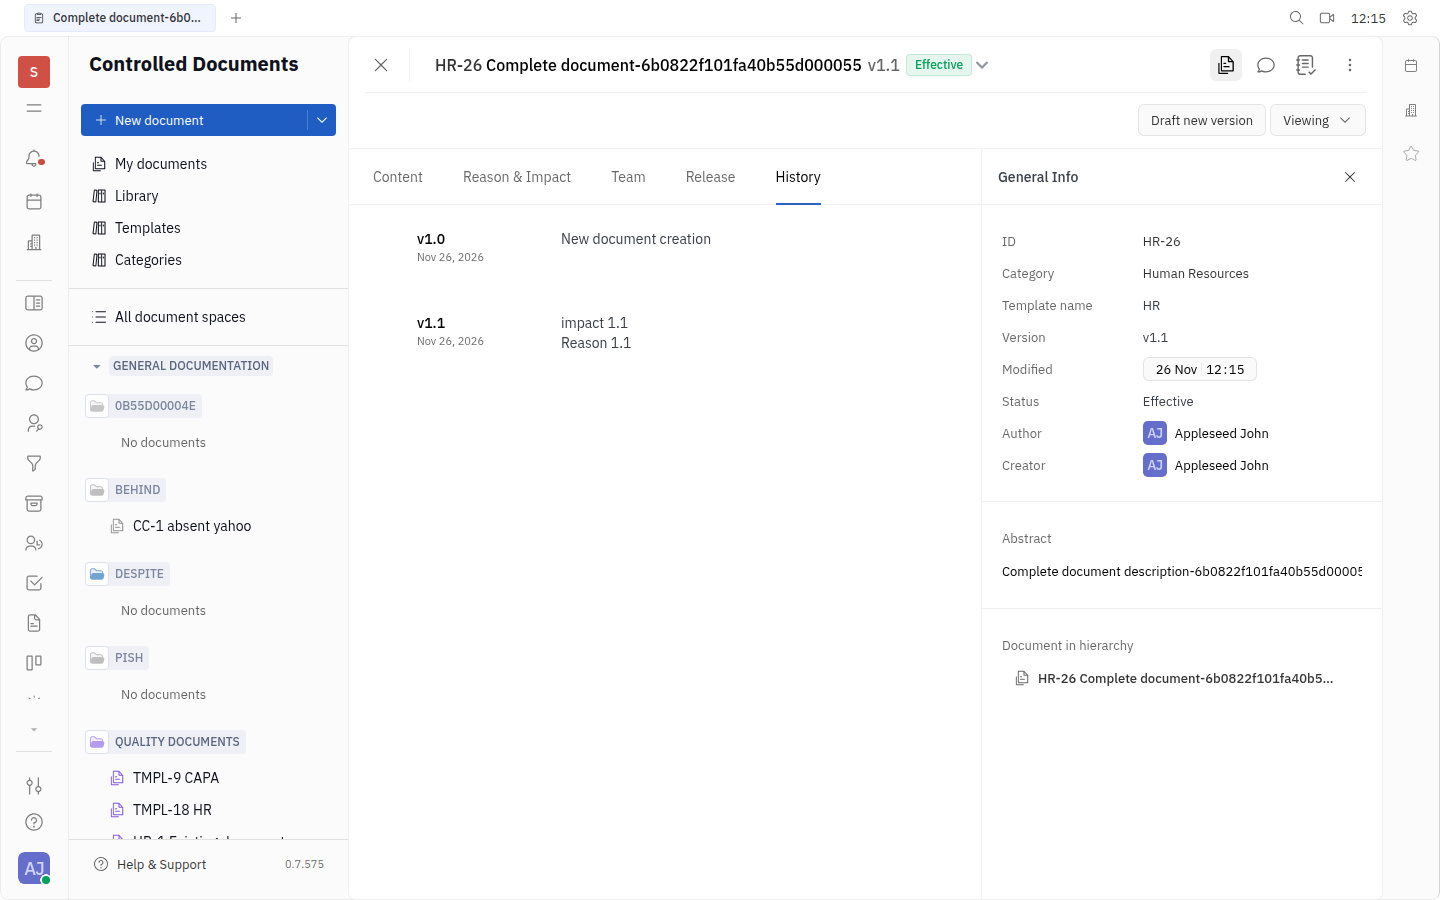 Complete document-6b0...
12:15
S
Controlled Documents
New document
My documents
Library
Templates
Categories
All document spaces
GENERAL DOCUMENTATION
0B55D00004E
No documents
BEHIND
CC-1 absent yahoo
DESPITE
No documents
PISH
No documents
QUALITY DOCUMENTS
TMPL-9 CAPA
TMPL-18 HR
Help & Support
0.7.575
AJ
HR-26 Complete document-6b0822f101fa40b55d000055 v1.1 Effective
Draft new version
Viewing
Content Reason & Impact Team Release History
v1.0 New document creation
Nov 26, 2026
v1.1 impact 1.1
Nov 26, 2026 Reason 1.1
General Info
ID HR-26
Category Human Resources
Template name HR
Version v1.1
Modified 26 Nov 12:15
Status Effective
Author AJ Appleseed John
Creator AJ Appleseed John
Abstract
Complete document description-6b0822f101fa40b55d00005
Document in hierarchy
HR-26 Complete document-6b0822f101fa40b5...